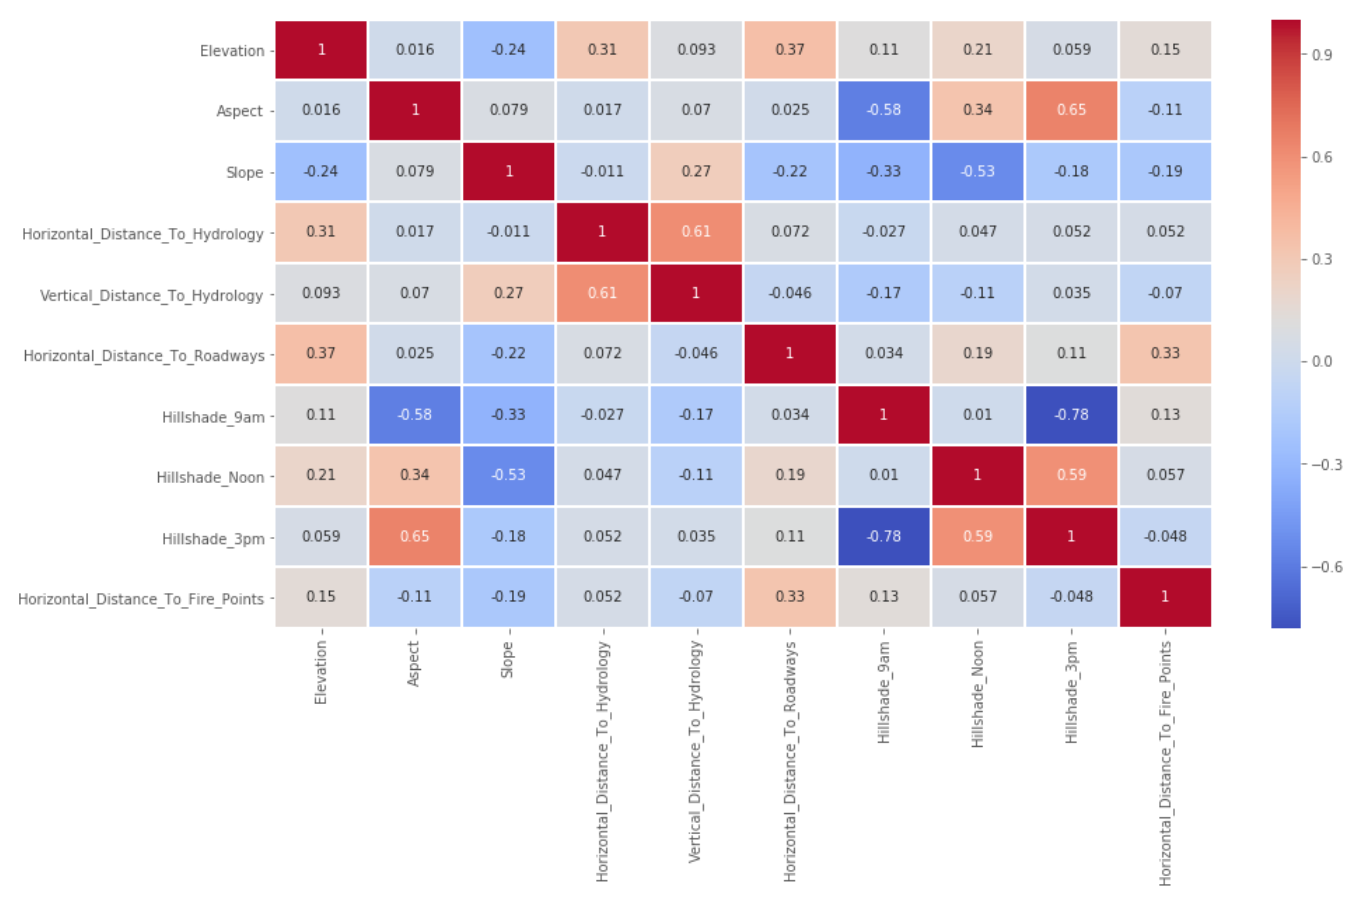 Elevation 1 0.016 -0.24 0.31 0.093 0.37 0.11 0.21 0.059 0.15
Aspect 0.016 1 0.079 0.017 0.07 0.025 -0.58 0.34 0.65 -0.11
Slope -0.24 0.079 1 -0.011 0.27 -0.22 -0.33 -0.53 -0.18 -0.19
Horizontal_Distance_To_Hydrology 0.31 0.017 -0.011 1 0.61 0.072 -0.027 0.047 0.052 0.052
Vertical_Distance_To_Hydrology 0.093 0.07 0.27 0.61 1 -0.046 -0.17 -0.11 0.035 -0.07
Horizontal_Distance_To_Roadways 0.37 0.025 -0.22 0.072 -0.046 1 0.034 0.19 0.11 0.33
Hillshade_9am 0.11 -0.58 -0.33 -0.027 -0.17 0.034 1 0.01 -0.78 0.13
Hillshade_Noon 0.21 0.34 -0.53 0.047 -0.11 0.19 0.01 1 0.59 0.057
Hillshade_3pm 0.059 0.65 -0.18 0.052 0.035 0.11 -0.78 0.59 1 -0.048
Horizontal_Distance_To_Fire_Points 0.15 -0.11 -0.19 0.052 -0.07 0.33 0.13 0.057 -0.048 1
Elevation
Aspect
Slope
Horizontal_Distance_To_Hydrology
Vertical_Distance_To_Hydrology
Horizontal_Distance_To_Roadways
Hillshade_9am
Hillshade_Noon
Hillshade_3pm
Horizontal_Distance_To_Fire_Points
0.9
0.6
0.3
0.0
−0.3
−0.6